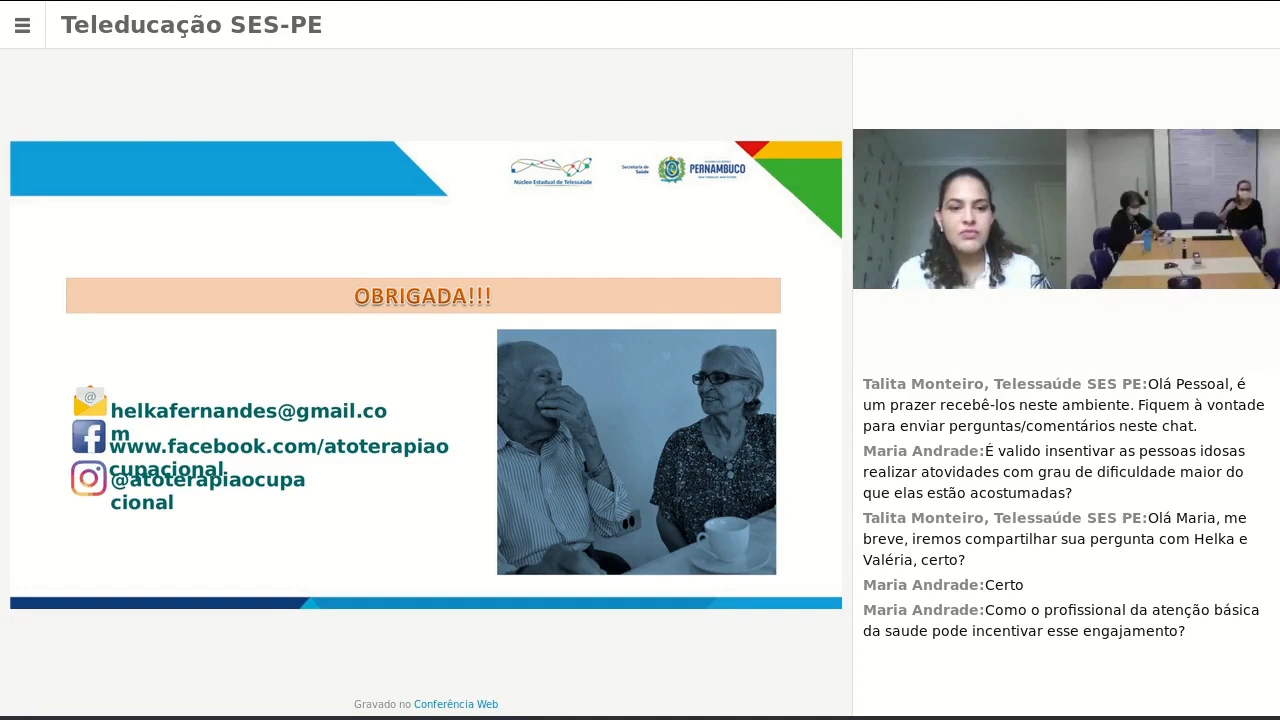 Teleducação SES-PE
Núcleo Estadual de Telessaúde
Secretaria de
Saúde
PERNAMBUCO
OBRIGADA!!!
helkafernandes@gmail.co
m
www.facebook.com/atoterapiao
cupacional
@atoterapiaocupa
cional
Gravado no Conferência Web
Talita Monteiro, Telessaúde SES PE:Olá Pessoal, é
um prazer recebê-los neste ambiente. Fiquem à vontade
para enviar perguntas/comentários neste chat.
Maria Andrade:É valido insentivar as pessoas idosas
realizar atovidades com grau de dificuldade maior do
que elas estão acostumadas?
Talita Monteiro, Telessaúde SES PE:Olá Maria, me
breve, iremos compartilhar sua pergunta com Helka e
Valéria, certo?
Maria Andrade:Certo
Maria Andrade:Como o profissional da atenção básica
da saude pode incentivar esse engajamento?